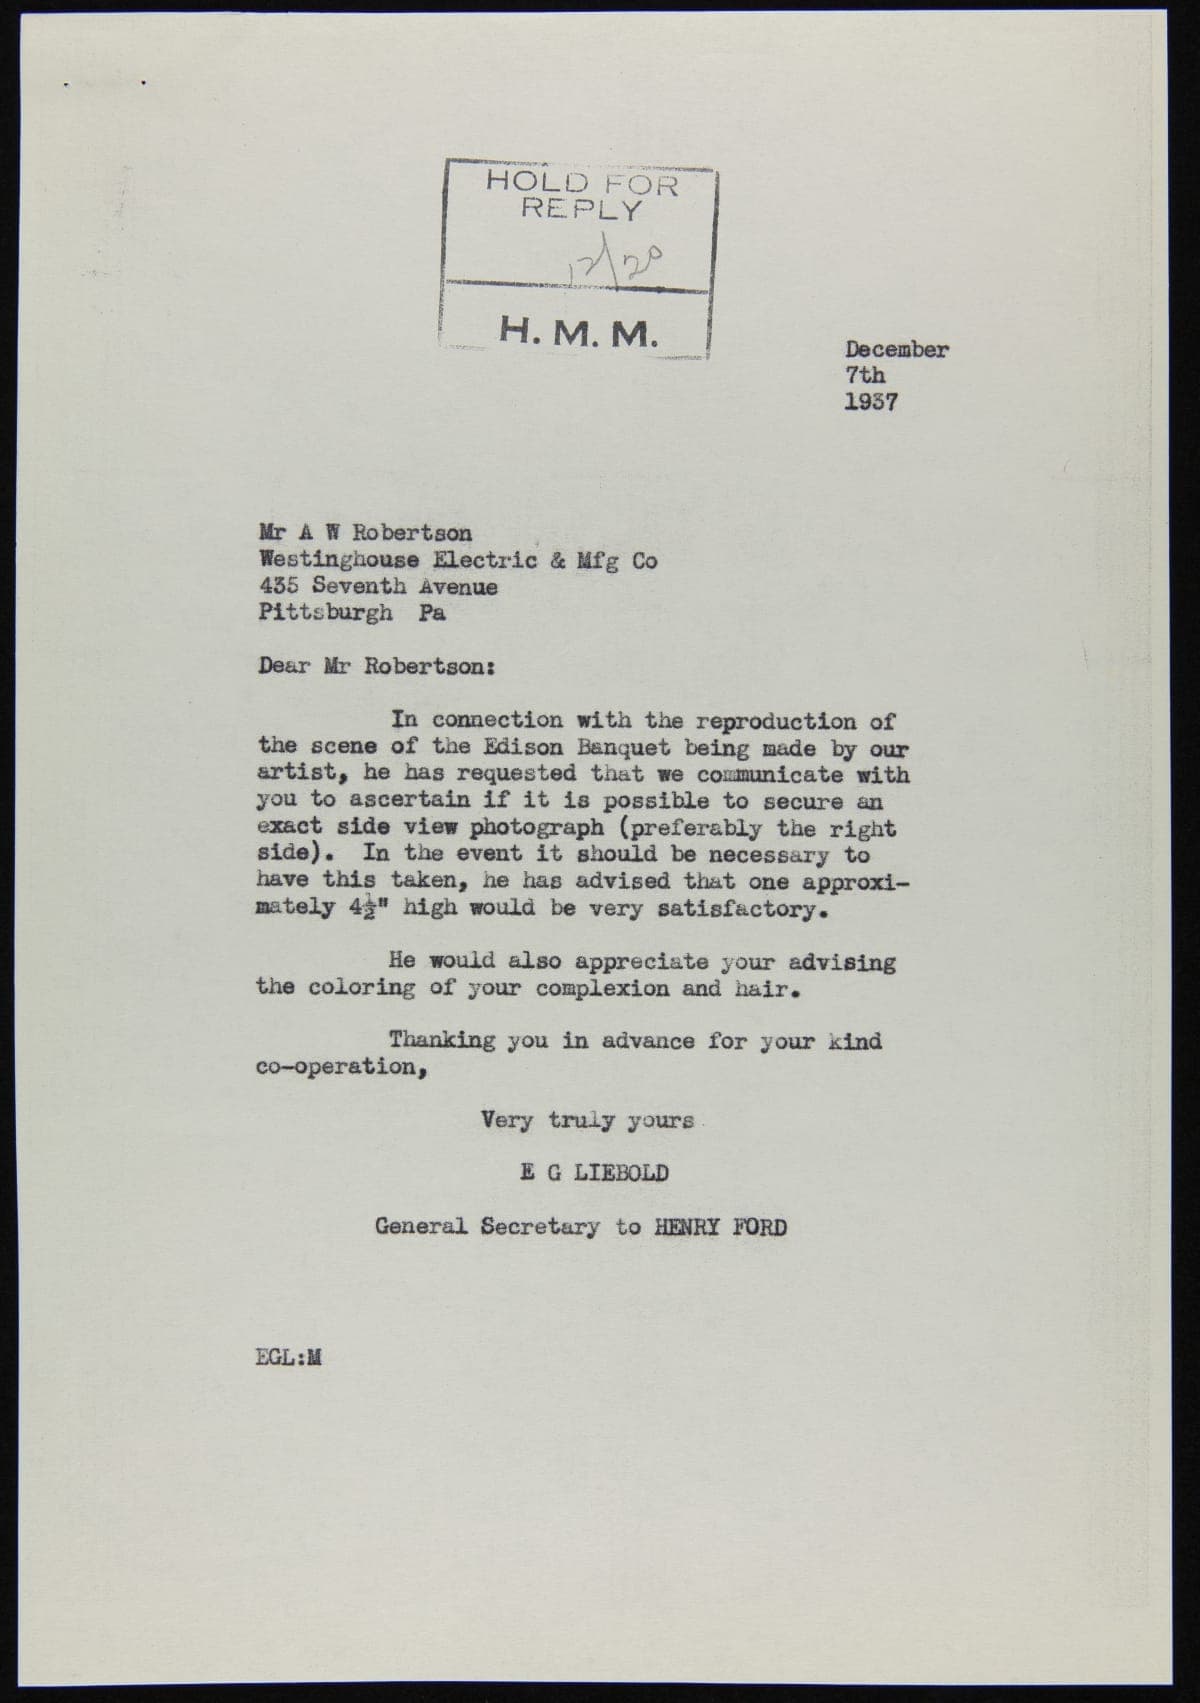 HOLD FOR
REPLY
12/20
H. M. M.
December
7th
1937
Mr A W Robertson
Westinghouse Electric & Mfg Co
435 Seventh Avenue
Pittsburgh Pa
Dear Mr Robertson:
In connection with the reproduction of
the scene of the Edison Banquet being made by our
artist, he has requested that we communicate with
you to ascertain if it is possible to secure an
exact side view photograph (preferably the right
side). In the event it should be necessary to
have this taken, he has advised that one approxi-
mately 4½" high would be very satisfactory.
He would also appreciate your advising
the coloring of your complexion and hair.
Thanking you in advance for your kind
co-operation,
Very truly yours
E G LIEBOLD
General Secretary to HENRY FORD
EGL:M